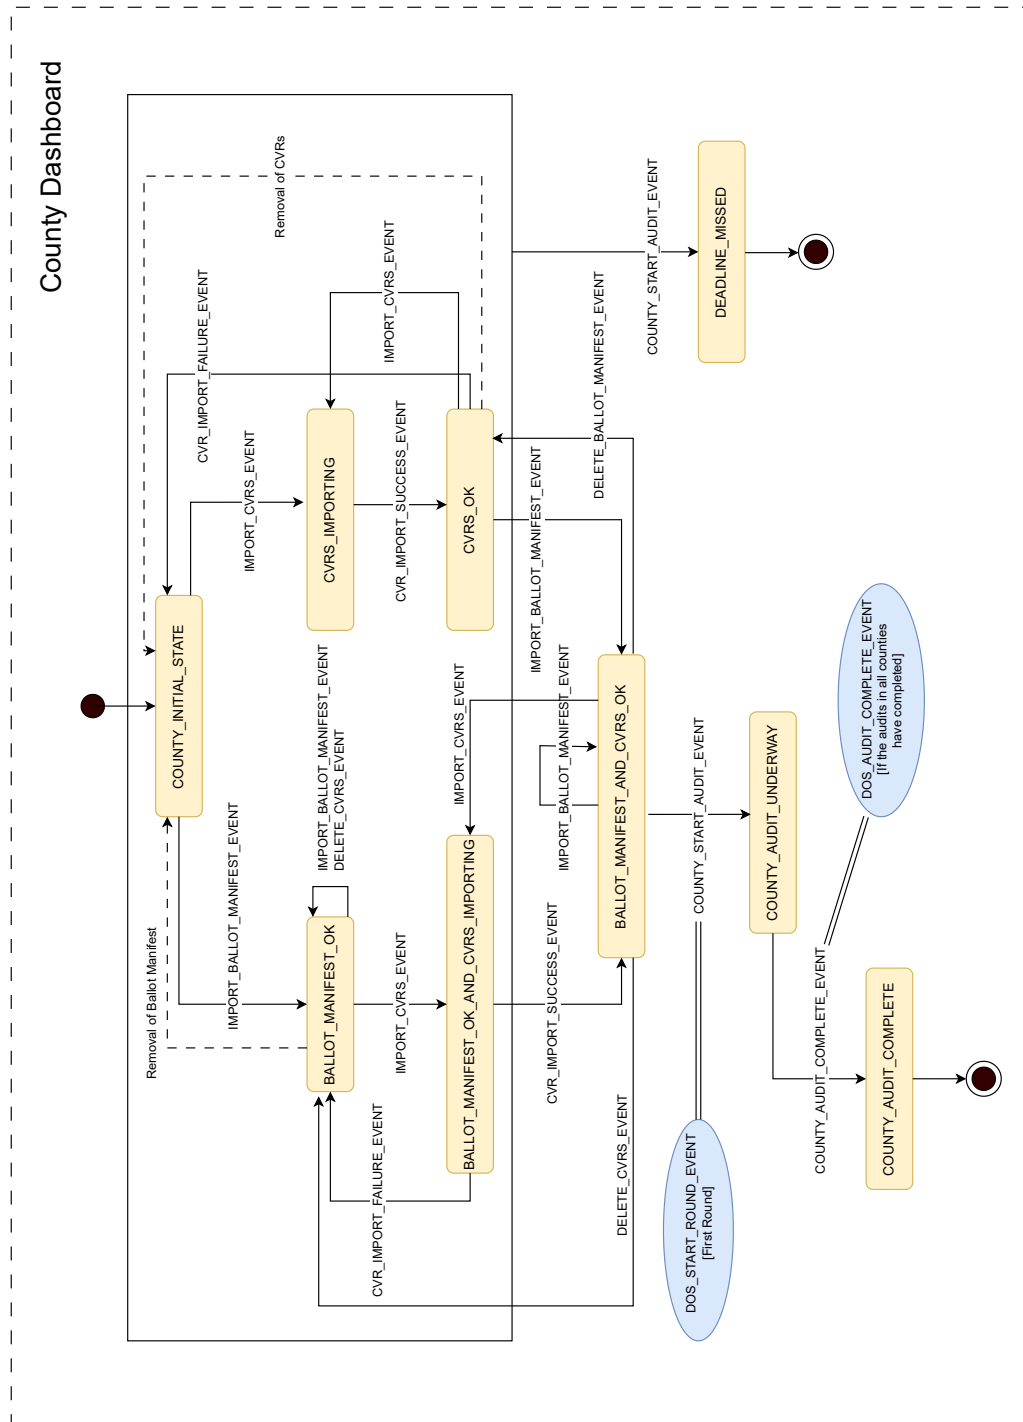 County Dashboard
Removal of CVRs
CVR_IMPORT_FAILURE_EVENT
IMPORT_CVRS_EVENT
IMPORT_CVRS_EVENT
COUNTY_INITIAL_STATE
CVRS_IMPORTING
CVR_IMPORT_SUCCESS_EVENT
CVRS_OK
COUNTY_START_AUDIT_EVENT
DEADLINE_MISSED
DELETE_BALLOT_MANIFEST_EVENT
IMPORT_BALLOT_MANIFEST_EVENT
Removal of Ballot Manifest
IMPORT_BALLOT_MANIFEST_EVENT
IMPORT_BALLOT_MANIFEST_EVENT
DELETE_CVRS_EVENT
BALLOT_MANIFEST_OK
IMPORT_CVRS_EVENT
IMPORT_CVRS_EVENT
IMPORT_BALLOT_MANIFEST_EVENT
BALLOT_MANIFEST_OK_AND_CVRS_IMPORTING
BALLOT_MANIFEST_AND_CVRS_OK
CVR_IMPORT_FAILURE_EVENT
CVR_IMPORT_SUCCESS_EVENT
DELETE_CVRS_EVENT
COUNTY_START_AUDIT_EVENT
DOS_START_ROUND_EVENT
[First Round]
COUNTY_AUDIT_UNDERWAY
COUNTY_AUDIT_COMPLETE_EVENT
DOS_AUDIT_COMPLETE_EVENT
[If the audits in all counties
have completed]
COUNTY_AUDIT_COMPLETE